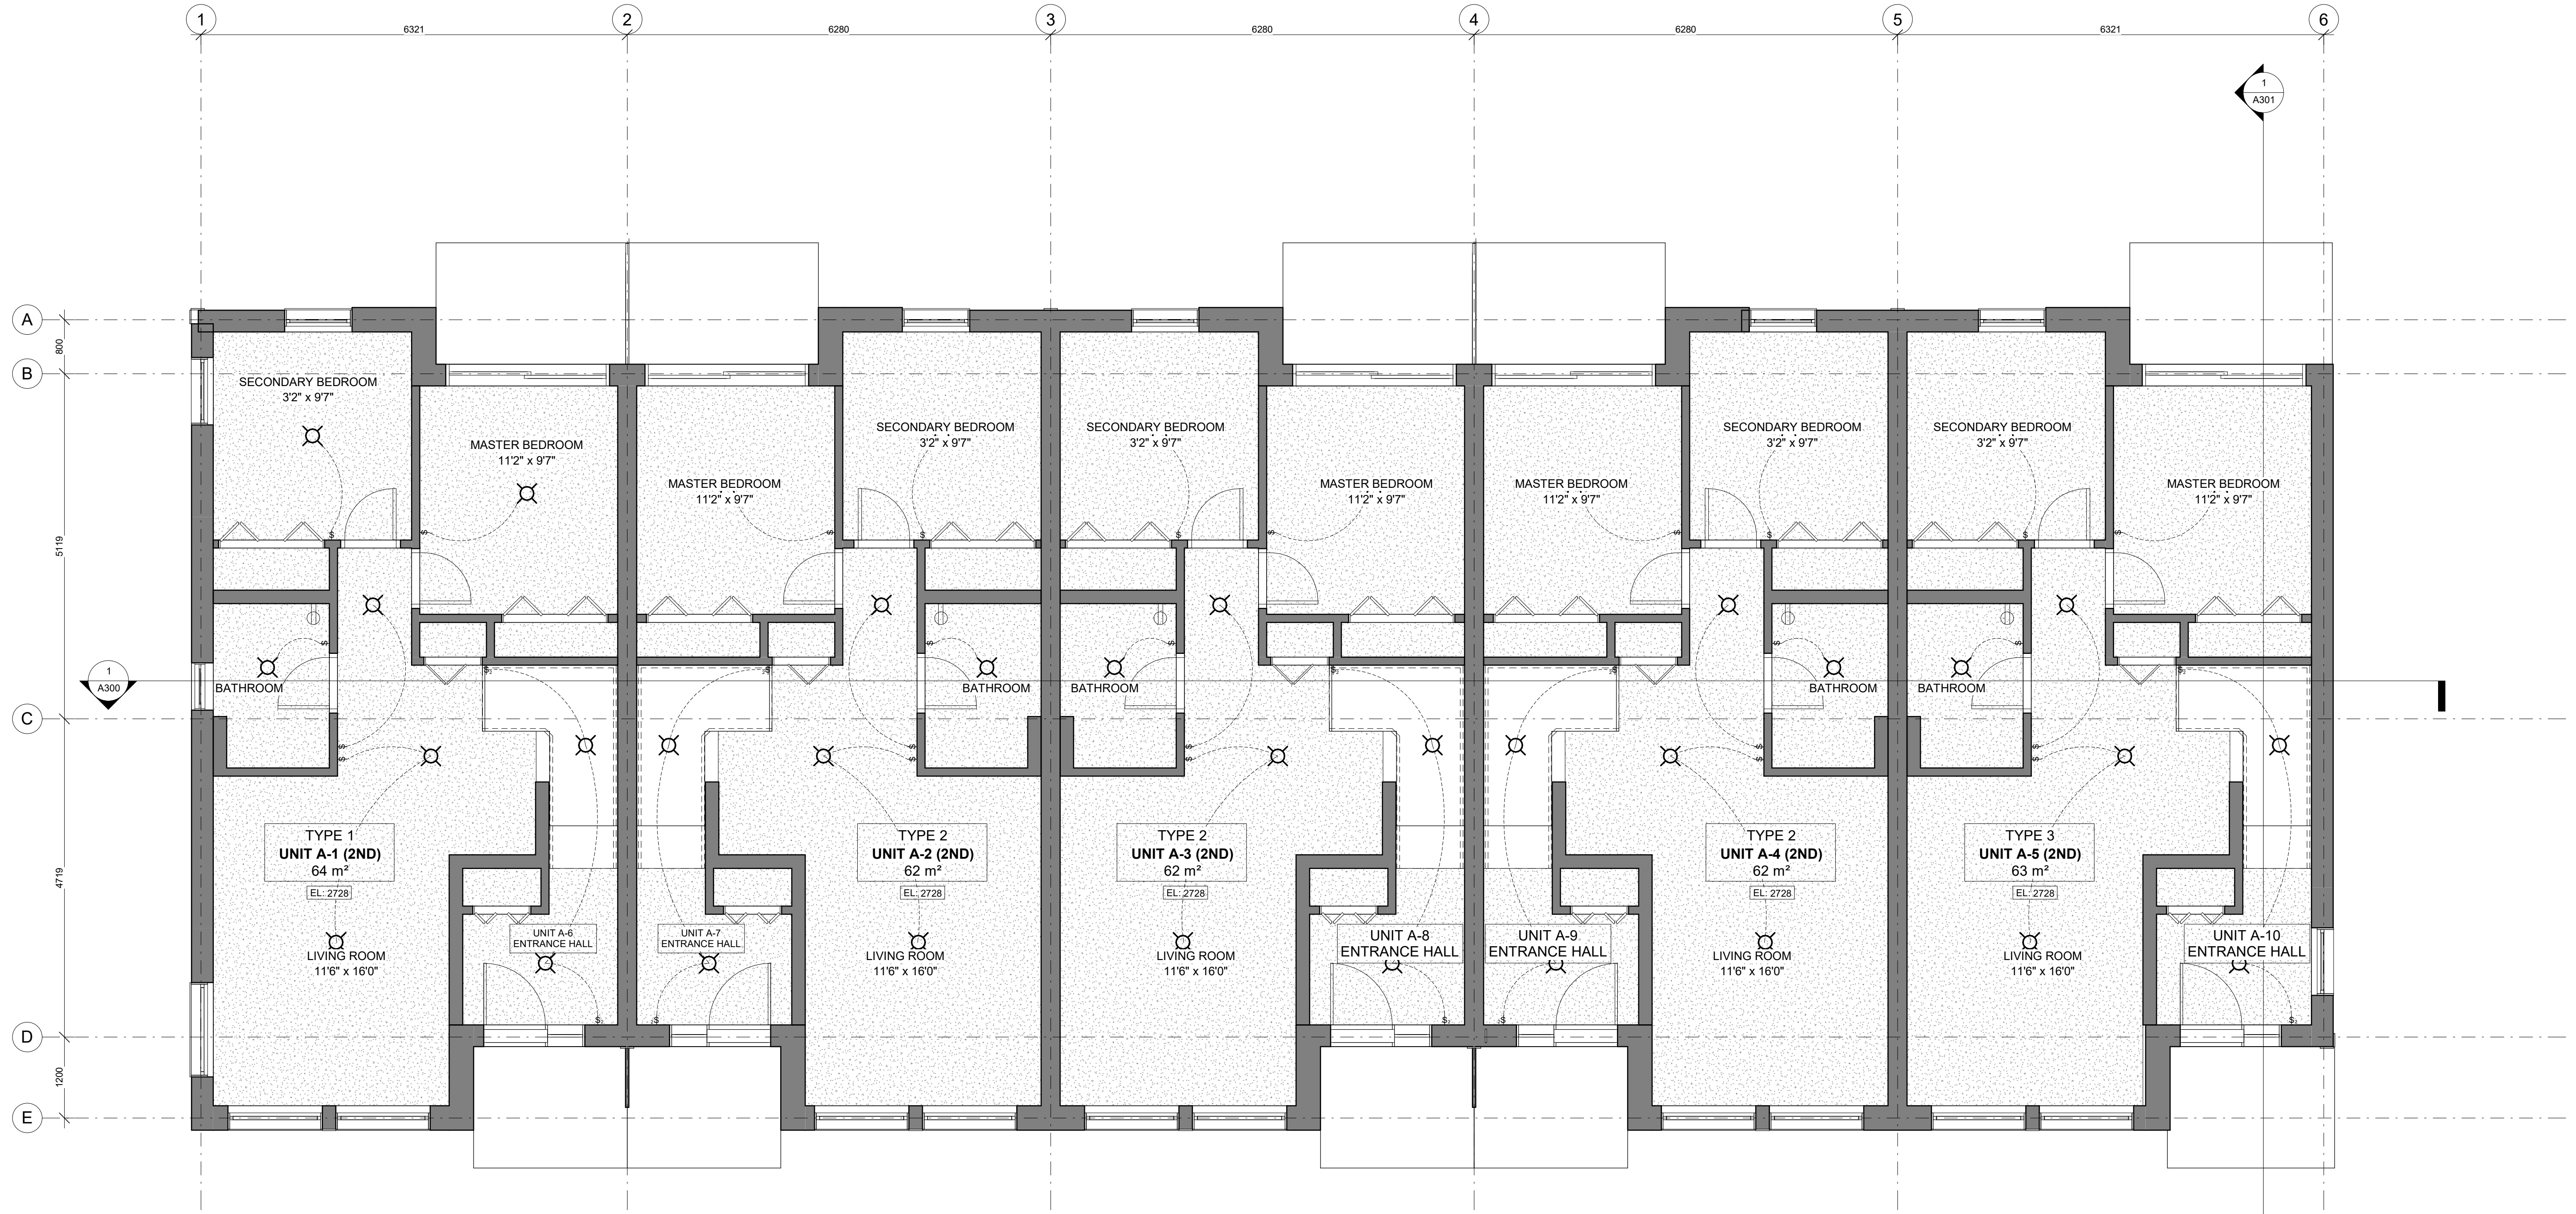 1
2
3
4
5
6
6321
6280
6280
6280
6321
1
A301
A
800
B
5119
C
4719
D
1200
E
1
A300
SECONDARY BEDROOM
3'2" x 9'7"
MASTER BEDROOM
11'2" x 9'7"
MASTER BEDROOM
11'2" x 9'7"
SECONDARY BEDROOM
3'2" x 9'7"
SECONDARY BEDROOM
3'2" x 9'7"
MASTER BEDROOM
11'2" x 9'7"
MASTER BEDROOM
11'2" x 9'7"
SECONDARY BEDROOM
3'2" x 9'7"
SECONDARY BEDROOM
3'2" x 9'7"
MASTER BEDROOM
11'2" x 9'7"
BATHROOM
BATHROOM
BATHROOM
BATHROOM
BATHROOM
TYPE 1
UNIT A-1 (2ND)
64 m²
EL: 2728
TYPE 2
UNIT A-2 (2ND)
62 m²
EL: 2728
TYPE 2
UNIT A-3 (2ND)
62 m²
EL: 2728
TYPE 2
UNIT A-4 (2ND)
62 m²
EL: 2728
TYPE 3
UNIT A-5 (2ND)
63 m²
EL: 2728
LIVING ROOM
11'6" x 16'0"
UNIT A-6
ENTRANCE HALL
UNIT A-7
ENTRANCE HALL
LIVING ROOM
11'6" x 16'0"
LIVING ROOM
11'6" x 16'0"
UNIT A-8
ENTRANCE HALL
UNIT A-9
ENTRANCE HALL
LIVING ROOM
11'6" x 16'0"
LIVING ROOM
11'6" x 16'0"
UNIT A-10
ENTRANCE HALL